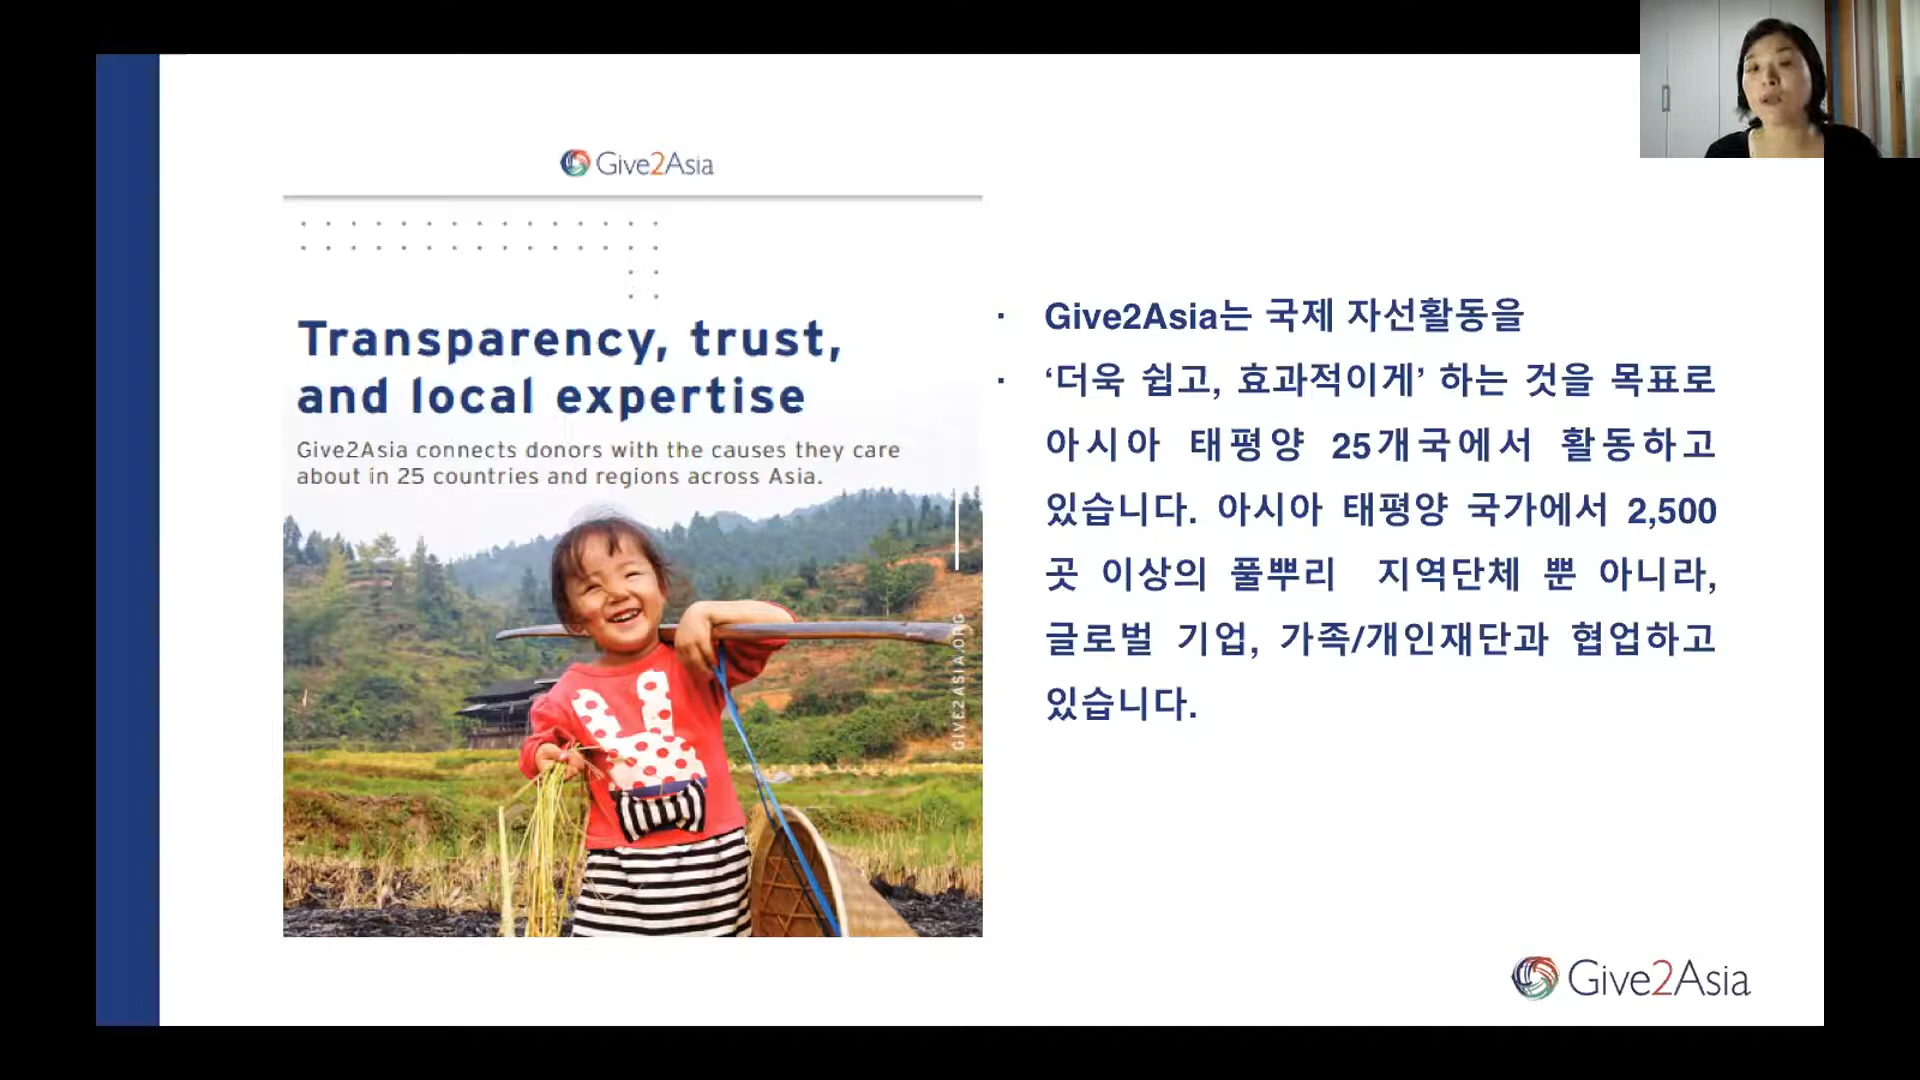 Give2Asia
Transparency, trust,
and local expertise
Give2Asia connects donors with the causes they care
about in 25 countries and regions across Asia.
GIVE2ASIA.ORG
· Give2Asia는 국제 자선활동을
· ‘더욱 쉽고, 효과적이게’ 하는 것을 목표로
아시아 태평양 25개국에서 활동하고
있습니다. 아시아 태평양 국가에서 2,500
곳 이상의 풀뿌리 지역단체 뿐 아니라,
글로벌 기업, 가족/개인재단과 협업하고
있습니다.
Give2Asia